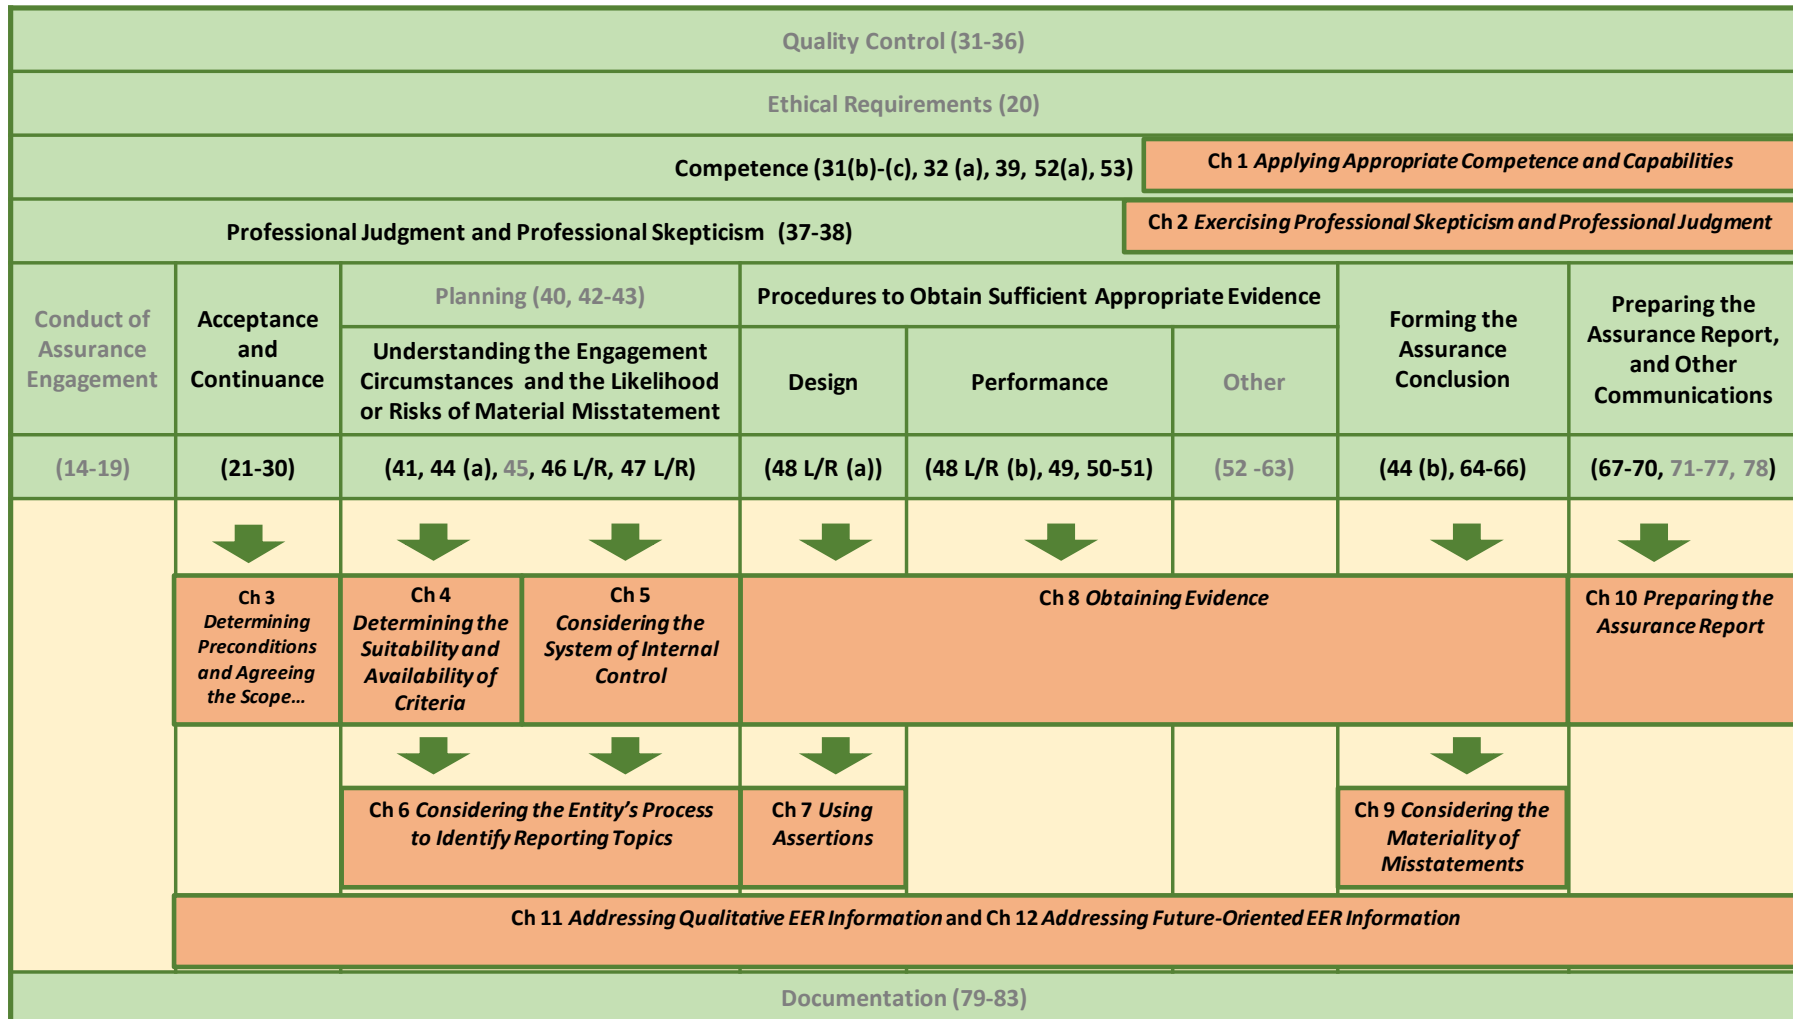 Quality Control (31-36)
Ethical Requirements (20)
Competence (31(b)-(c), 32 (a), 39, 52(a), 53)
Ch 1 Applying Appropriate Competence and Capabilities
Professional Judgment and Professional Skepticism (37-38)
Ch 2 Exercising Professional Skepticism and Professional Judgment
Conduct of
Assurance
Engagement
Acceptance
and
Continuance
Planning (40, 42-43)
Understanding the Engagement
Circumstances and the Likelihood
or Risks of Material Misstatement
Procedures to Obtain Sufficient Appropriate Evidence
Design
Performance
Other
Forming the
Assurance
Conclusion
Preparing the
Assurance Report,
and Other
Communications
(14-19)
(21-30)
(41, 44 (a), 45, 46 L/R, 47 L/R)
(48 L/R (a))
(48 L/R (b), 49, 50-51)
(52 -63)
(44 (b), 64-66)
(67-70, 71-77, 78)
Ch 3
Determining
Preconditions
and Agreeing
the Scope...
Ch 4
Determining the
Suitability and
Availability of
Criteria
Ch 5
Considering the
System of Internal
Control
Ch 8 Obtaining Evidence
Ch 10 Preparing the
Assurance Report
Ch 6 Considering the Entity's Process
to Identify Reporting Topics
Ch 7 Using
Assertions
Ch 9 Considering the
Materiality of
Misstatements
Ch 11 Addressing Qualitative EER Information and Ch 12 Addressing Future-Oriented EER Information
Documentation (79-83)